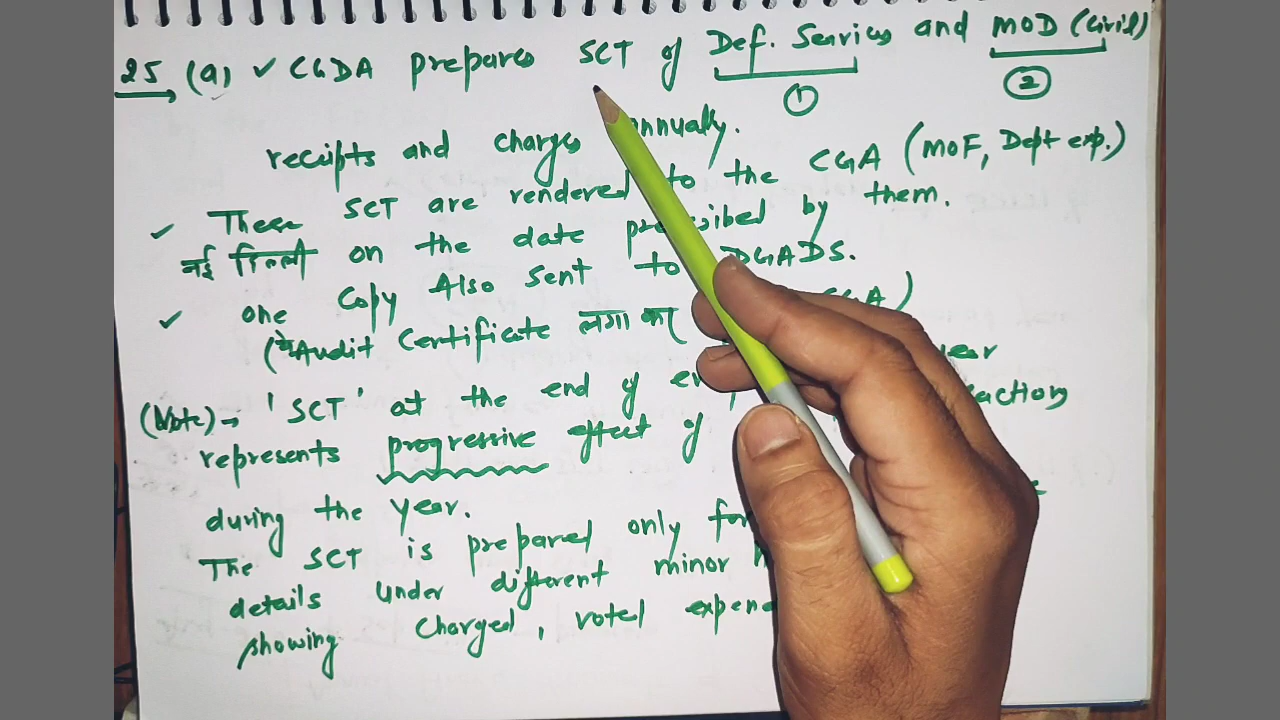 25 (a) ✓ CGDA prepares SCT of Def. Services and MOD (Civil)
① ②
receipts and charges annually.
✓ These SCT are rendered to the CGA (MOF, Dept exp.)
नई दिल्ली on the date by them.
✓ one Copy Also sent to DGADS.
(ये Audit Certificate लगा कर CGA)
(Note)→ 'SCT' at the end of year
represents progressive effect of
during the year.
The SCT is prepared only for
details under different minor
showing charged, voted